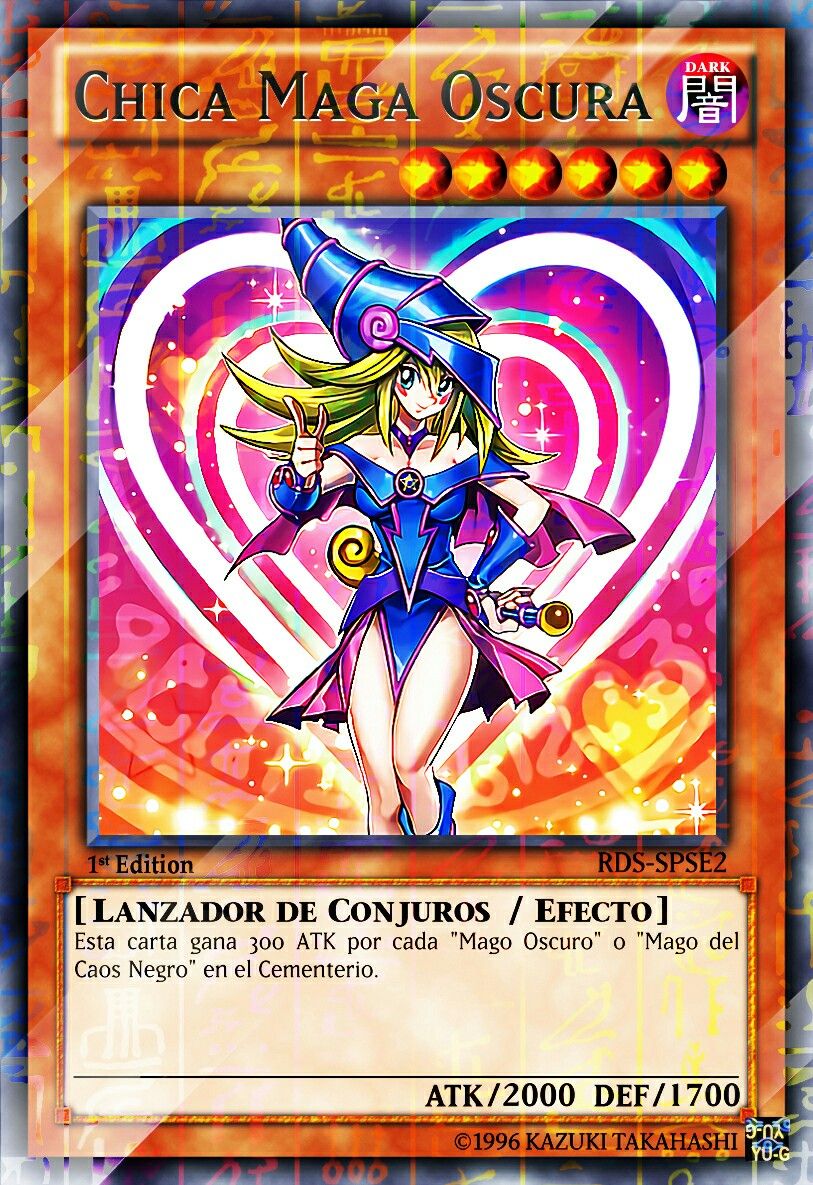 CHICA MAGA OSCURA
DARK
闇
1st Edition
RDS-SPSE2
[LANZADOR DE CONJUROS / EFECTO]
Esta carta gana 300 ATK por cada "Mago Oscuro" o "Mago del
Caos Negro" en el Cementerio.
ATK/2000 DEF/1700
©1996 KAZUKI TAKAHASHI
YU-G